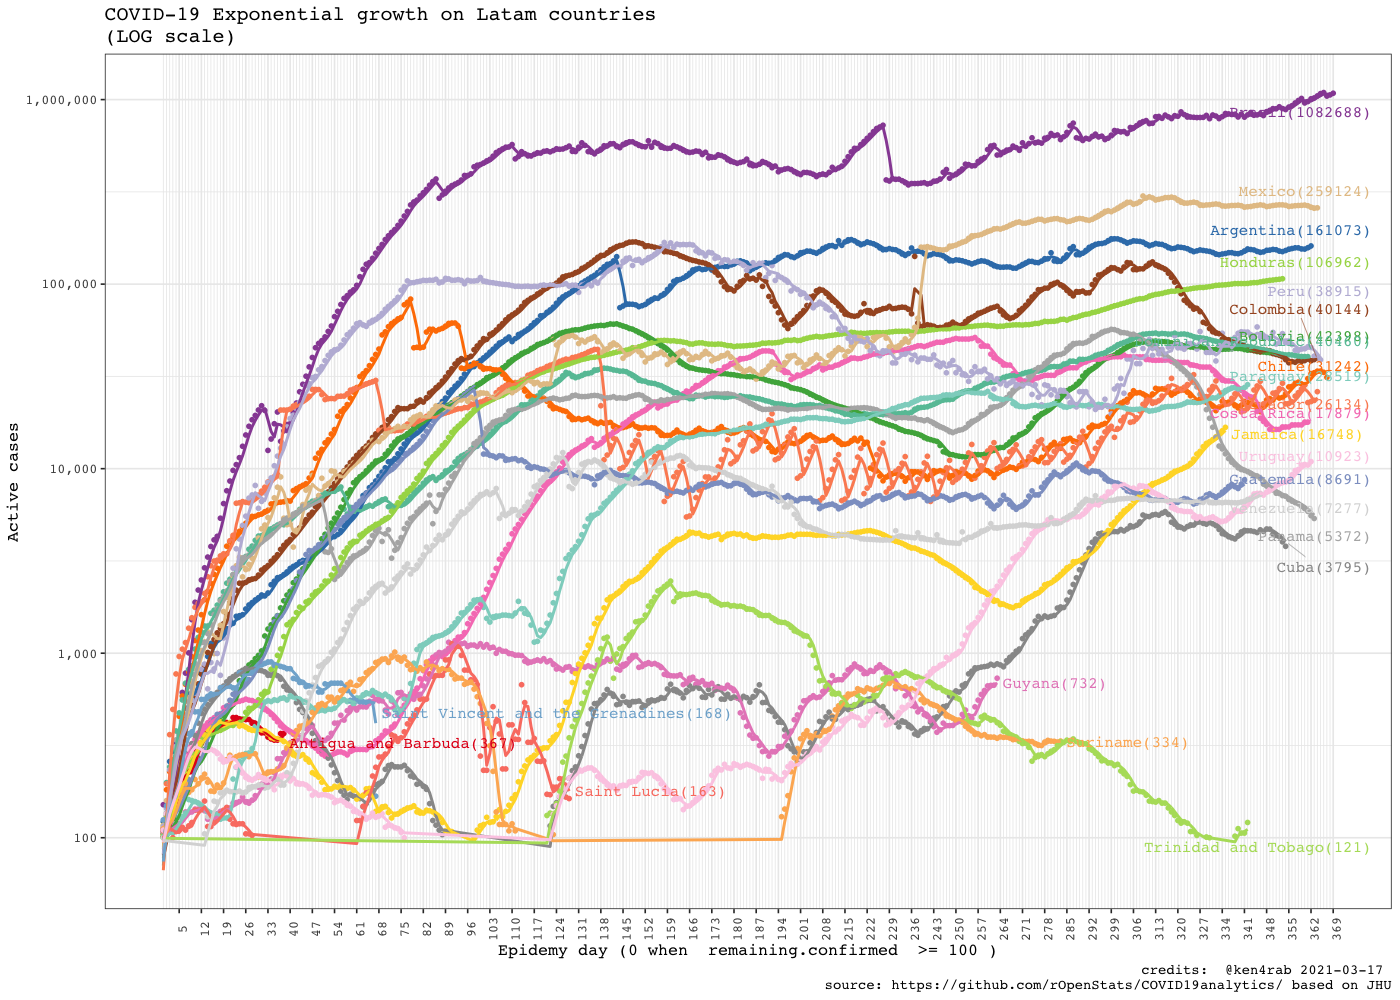 COVID-19 Exponential growth on Latam countries
(LOG scale)
Active cases
1,000,000
100,000
10,000
1,000
100
Brasil(1082688)
Mexico(259124)
Argentina(161073)
Honduras(106962)
Peru(38915)
Colombia(40144)
Bolivia(42398)
Chile(31242)
Paraguay(28519)
Costa Rica(17879)
Jamaica(16748)
Uruguay(10923)
Guatemala(8691)
Venezuela(7277)
Panama(5372)
Cuba(3795)
Guyana(732)
Saint Vincent and the Grenadines(168)
Antigua and Barbuda(367)
Suriname(334)
Saint Lucia(163)
Trinidad and Tobago(121)
5 12 19 26 33 40 47 54 61 68 75 82 89 96 103 110 117 124 131 138 145 152 159 166 173 180 187 194 201 208 215 222 229 236 243 250 257 264 271 278 285 292 299 306 313 320 327 334 341 348 355 362 369
Epidemy day (0 when remaining.confirmed >= 100 )
credits: @ken4rab 2021-03-17
source: https://github.com/rOpenStats/COVID19analytics/ based on JHU